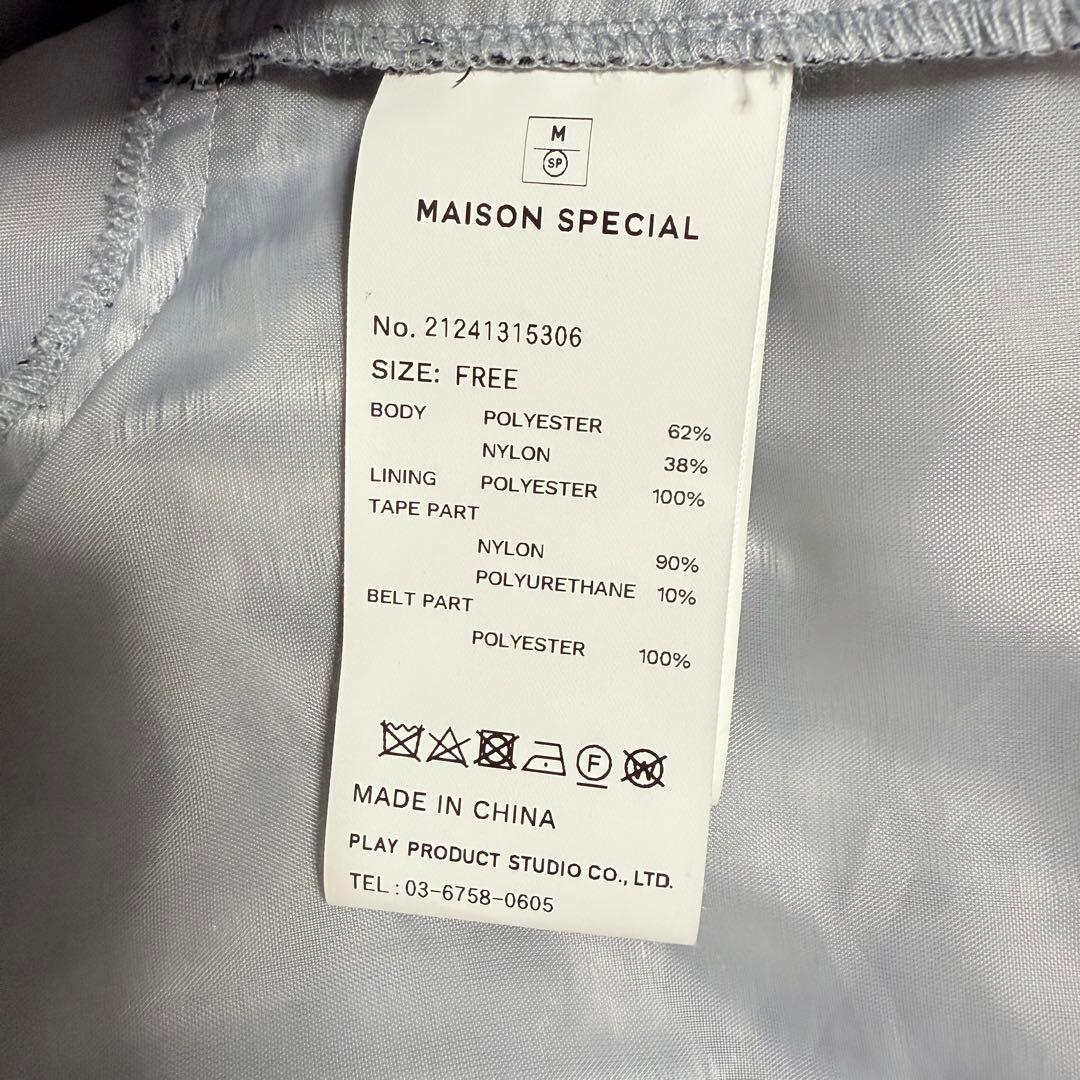 M
SP
MAISON SPECIAL
No. 21241315306
SIZE: FREE
BODY POLYESTER 62%
NYLON 38%
LINING POLYESTER 100%
TAPE PART
NYLON 90%
POLYURETHANE 10%
BELT PART
POLYESTER 100%
F W
MADE IN CHINA
PLAY PRODUCT STUDIO CO., LTD.
TEL : 03-6758-0605